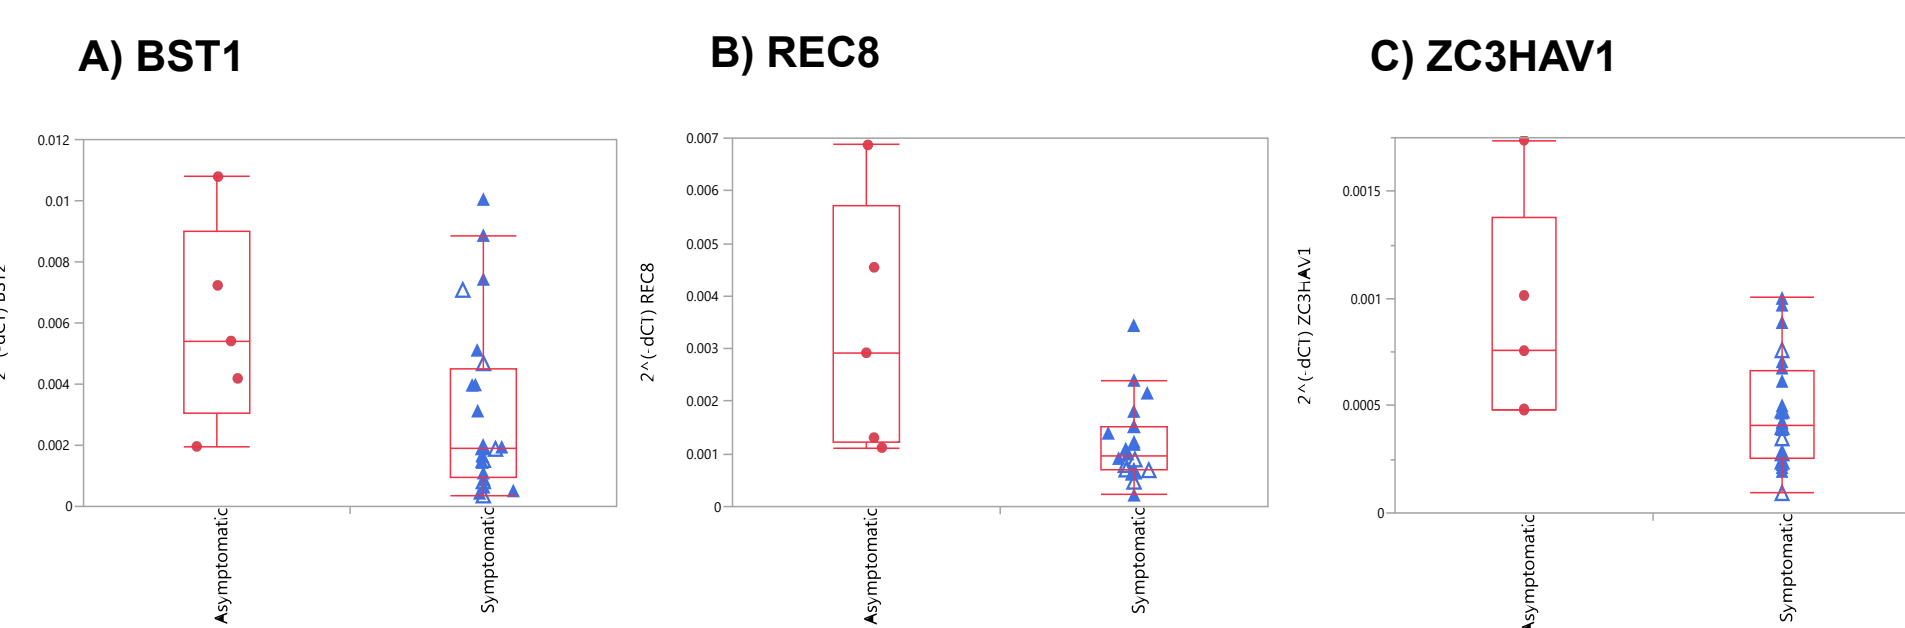 A) BST1
B) REC8
C) ZC3HAV1
0.012
0.01
0.008
0.006
0.004
0.002
0
Asymptomatic
Symptomatic
2^(-dCT) REC8
0.007
0.006
0.005
0.004
0.003
0.002
0.001
0
Asymptomatic
Symptomatic
2^(-dCT) ZC3HAV1
0.0015
0.001
0.0005
0
Asymptomatic
Symptomatic